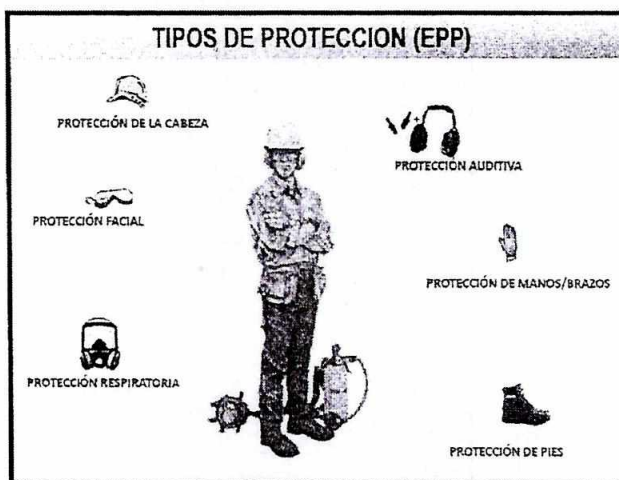 TIPOS DE PROTECCION (EPP)
PROTECCIÓN DE LA CABEZA
PROTECCIÓN AUDITIVA
PROTECCIÓN FACIAL
PROTECCIÓN DE MANOS/BRAZOS
PROTECCIÓN RESPIRATORIA
PROTECCIÓN DE PIES